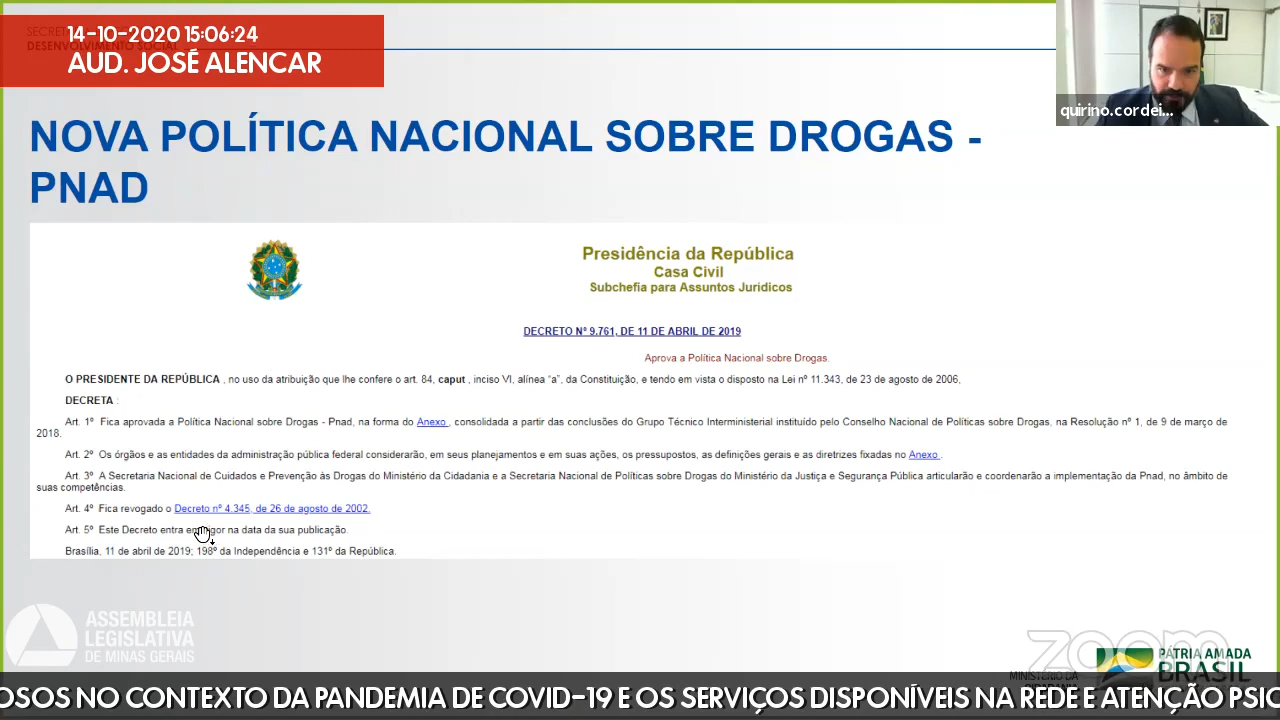 14-10-2020 15:06:24
AUD. JOSÉ ALENCAR
DESENVOLVIMENTO SOCIAL
quirino.cordei...
NOVA POLÍTICA NACIONAL SOBRE DROGAS -
PNAD
Presidência da República
Casa Civil
Subchefia para Assuntos Juridicos
DECRETO Nº 9.761, DE 11 DE ABRIL DE 2019
Aprova a Política Nacional sobre Drogas.
O PRESIDENTE DA REPÚBLICA , no uso da atribuição que lhe confere o art. 84, caput , inciso VI, alínea "a", da Constituição, e tendo em vista o disposto na Lei nº 11.343, de 23 de agosto de 2006,
DECRETA :
Art. 1º Fica aprovada a Política Nacional sobre Drogas - Pnad, na forma do Anexo , consolidada a partir das conclusões do Grupo Técnico Interministerial instituído pelo Conselho Nacional de Políticas sobre Drogas, na Resolução nº 1, de 9 de março de
2018.
Art. 2º Os órgãos e as entidades da administração pública federal considerarão, em seus planejamentos e em suas ações, os pressupostos, as definições gerais e as diretrizes fixadas no Anexo .
Art. 3º A Secretaria Nacional de Cuidados e Prevenção às Drogas do Ministério da Cidadania e a Secretaria Nacional de Políticas sobre Drogas do Ministério da Justiça e Segurança Pública articularão e coordenarão a implementação da Pnad, no âmbito de
suas competências.
Art. 4º Fica revogado o Decreto nº 4.345, de 26 de agosto de 2002.
Art. 5º Este Decreto entra em vigor na data da sua publicação.
Brasília, 11 de abril de 2019; 198º da Independência e 131º da República.
ASSEMBLEIA
LEGISLATIVA
DE MINAS GERAIS
zoom
MINISTÉRIO DA
PÁTRIA AMADA
BRASIL
OSOS NO CONTEXTO DA PANDEMIA DE COVID-19 E OS SERVIÇOS DISPONÍVEIS NA REDE E ATENÇÃO PSIC